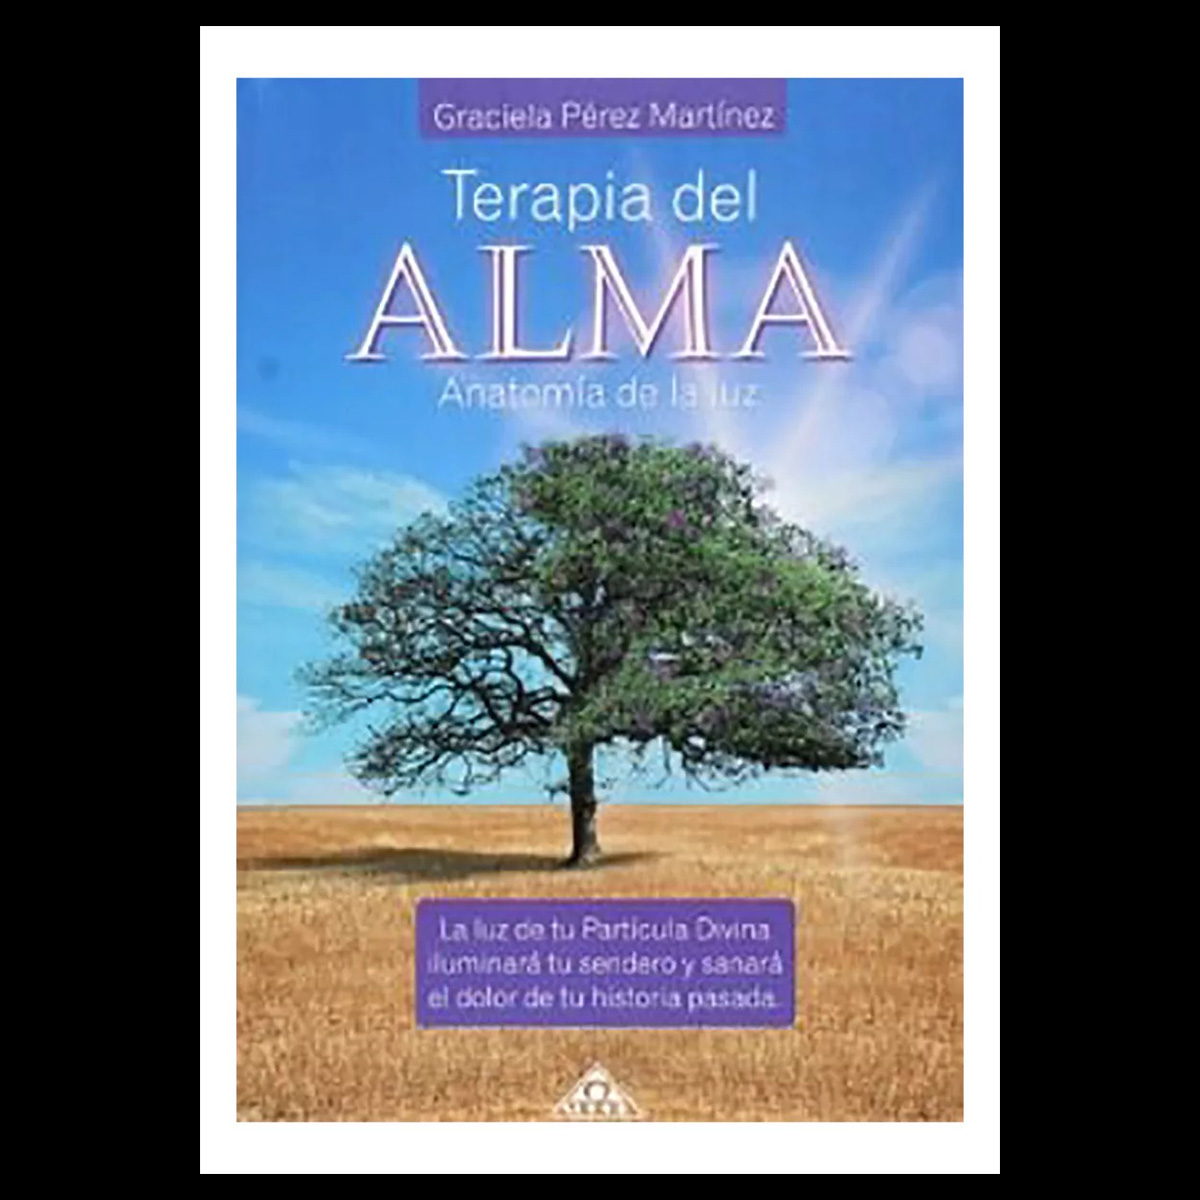 Graciela Pérez Martínez
Terapia del
ALMA
Anatomía de la luz
La luz de tu Partícula Divina
iluminará tu sendero y sanará
el dolor de tu historia pasada.